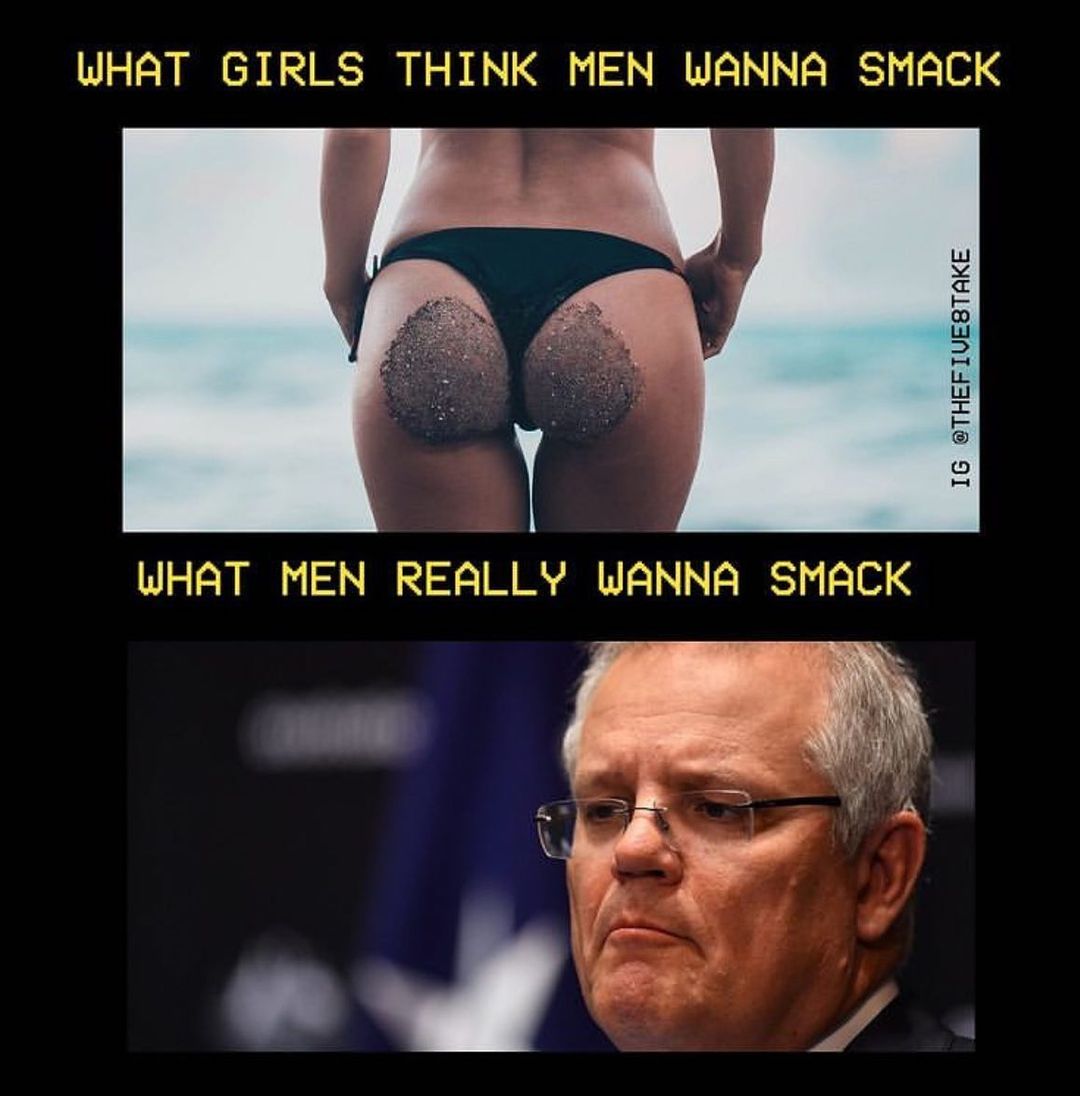 WHAT GIRLS THINK MEN WANNA SMACK
IG @THEFIVE8TAKE
WHAT MEN REALLY WANNA SMACK